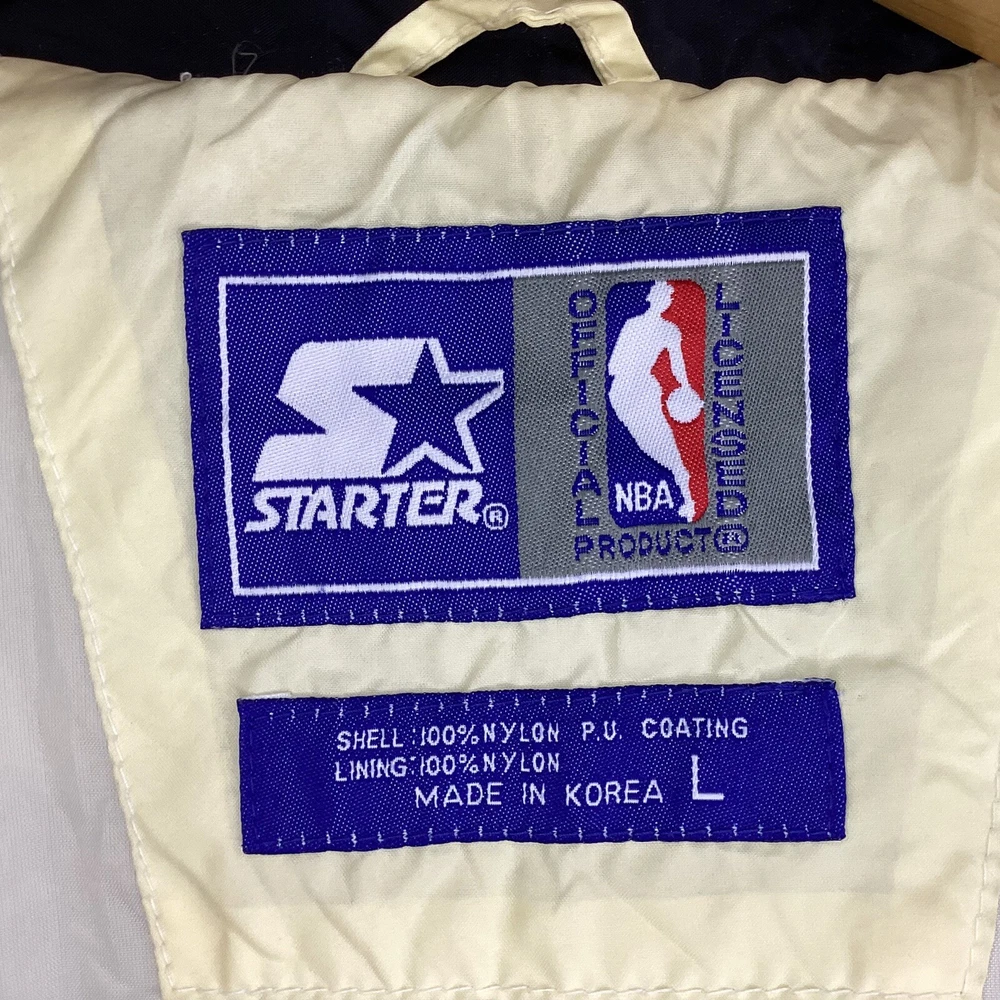 STARTER®
OFFICIAL
LICENSED
PRODUCT®
NBA
SHELL:100%NYLON P.U. COATING
LINING:100%NYLON
MADE IN KOREA L